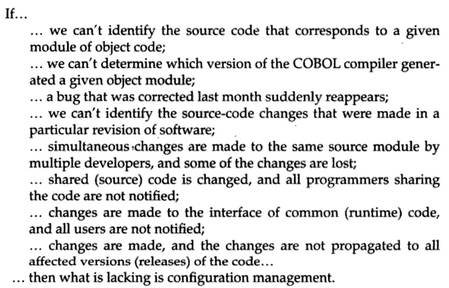 If...
... we can't identify the source code that corresponds to a given
module of object code;
... we can't determine which version of the COBOL compiler gener-
ated a given object module;
... a bug that was corrected last month suddenly reappears;
... we can't identify the source-code changes that were made in a
particular revision of software;
... simultaneous changes are made to the same source module by
multiple developers, and some of the changes are lost;
... shared (source) code is changed, and all programmers sharing
the code are not notified;
... changes are made to the interface of common (runtime) code,
and all users are not notified;
... changes are made, and the changes are not propagated to all
affected versions (releases) of the code...
... then what is lacking is configuration management.